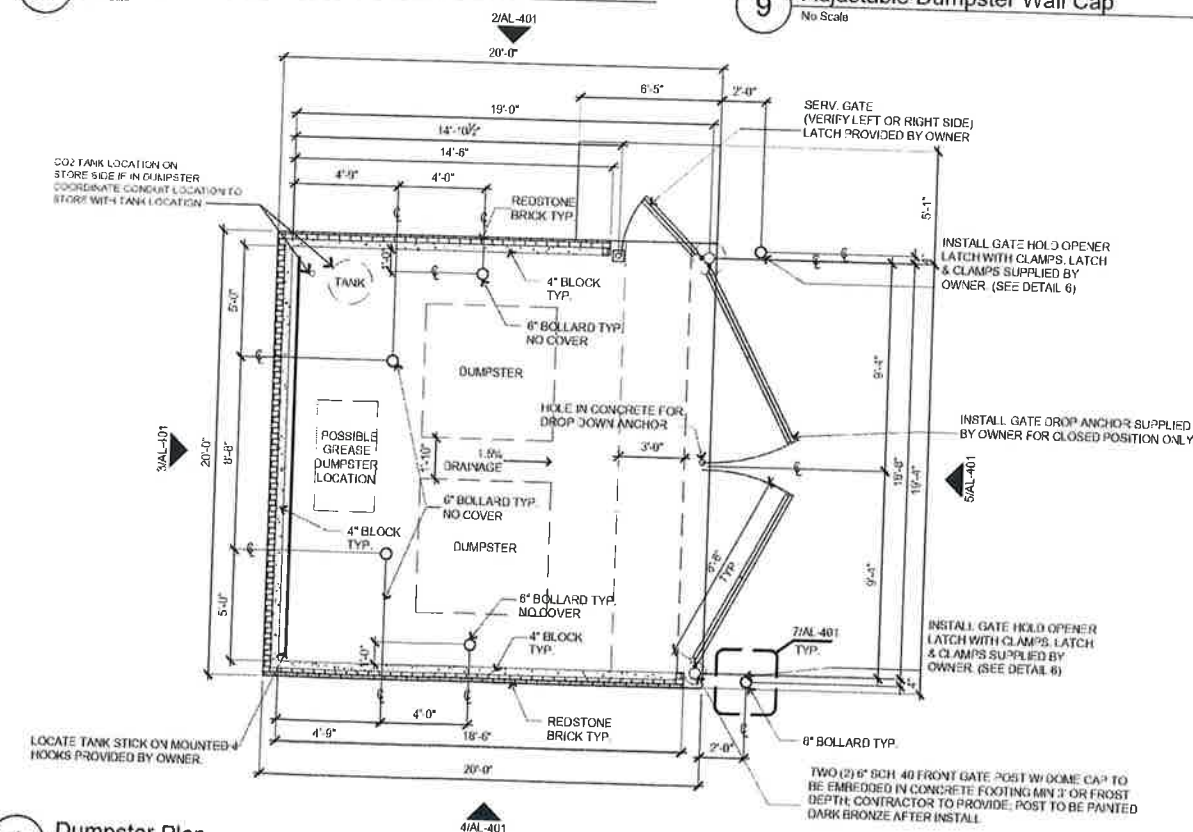 9
Adjustable Dumpster Wall Cap
No Scale
2/AL-401
20'-0"
6'-5"
2'-0"
19'-0"
14'-10½"
14'-6"
4'-9"
4'-0"
SERV. GATE
(VERIFY LEFT OR RIGHT SIDE)
LATCH PROVIDED BY OWNER
CO2 TANK LOCATION ON
STORE SIDE IF IN DUMPSTER
COORDINATE CONDUIT LOCATION TO
STORE WITH TANK LOCATION
REDSTONE
BRICK TYP.
5'-1"
1'-0"
TANK
4" BLOCK
TYP.
INSTALL GATE HOLD OPENER
LATCH WITH CLAMPS. LATCH
& CLAMPS SUPPLIED BY
OWNER. (SEE DETAIL 6)
5'-0"
6" BOLLARD TYP.
NO COVER
DUMPSTER
9'-4"
HOLE IN CONCRETE FOR
DROP DOWN ANCHOR
INSTALL GATE DROP ANCHOR SUPPLIED
BY OWNER FOR CLOSED POSITION ONLY
3/AL-401
20'-0"
8'-8"
POSSIBLE
GREASE
DUMPSTER
LOCATION
1'-10"
1.5%
DRAINAGE
3'-0"
18'-8"
19'-4"
5/AL-401
6" BOLLARD TYP.
NO COVER
4" BLOCK
TYP.
DUMPSTER
TYP
9'-4"
5'-0"
6" BOLLARD TYP.
NO COVER
1'-0"
4" BLOCK
TYP.
7/AL-401
TYP.
INSTALL GATE HOLD OPENER
LATCH WITH CLAMPS. LATCH
& CLAMPS SUPPLIED BY
OWNER. (SEE DETAIL 6)
4"
4'-0"
REDSTONE
BRICK TYP.
4'-9"
18'-6"
2'-0"
6" BOLLARD TYP.
LOCATE TANK STICK ON MOUNTED J
HOOKS PROVIDED BY OWNER.
20'-0"
TWO (2) 6" SCH 40 FRONT GATE POST W/ DOME CAP TO
BE EMBEDDED IN CONCRETE FOOTING MIN 3' OR FROST
DEPTH; CONTRACTOR TO PROVIDE; POST TO BE PAINTED
DARK BRONZE AFTER INSTALL
Dumpster Plan
4/AL-401